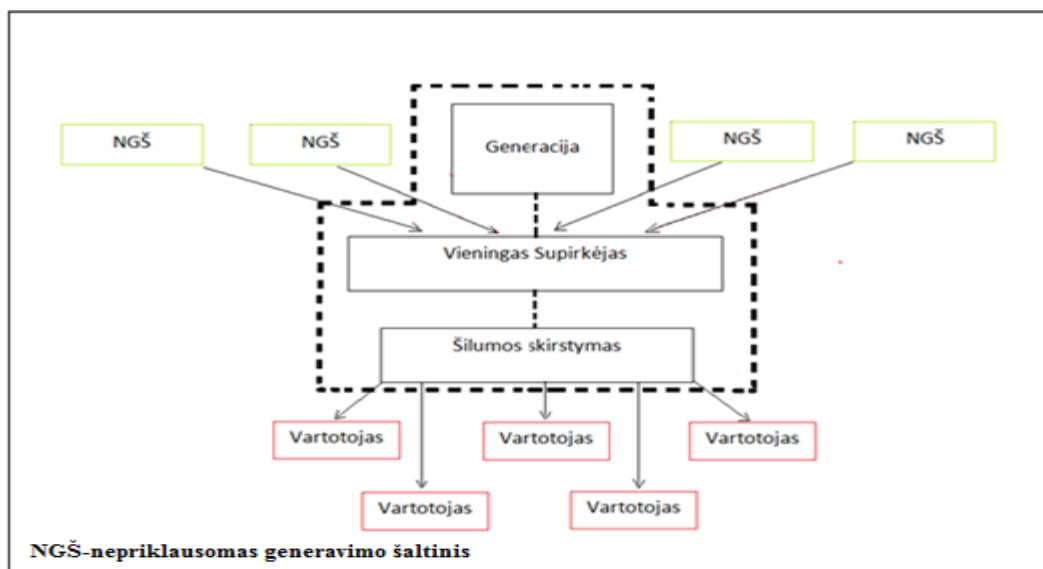 NGŠ
NGŠ
Generacija
NGŠ
NGŠ
Vieningas Supirkėjas
Šilumos skirstymas
Vartotojas
Vartotojas
Vartotojas
Vartotojas
Vartotojas
NGŠ-nepriklausomas generavimo šaltinis